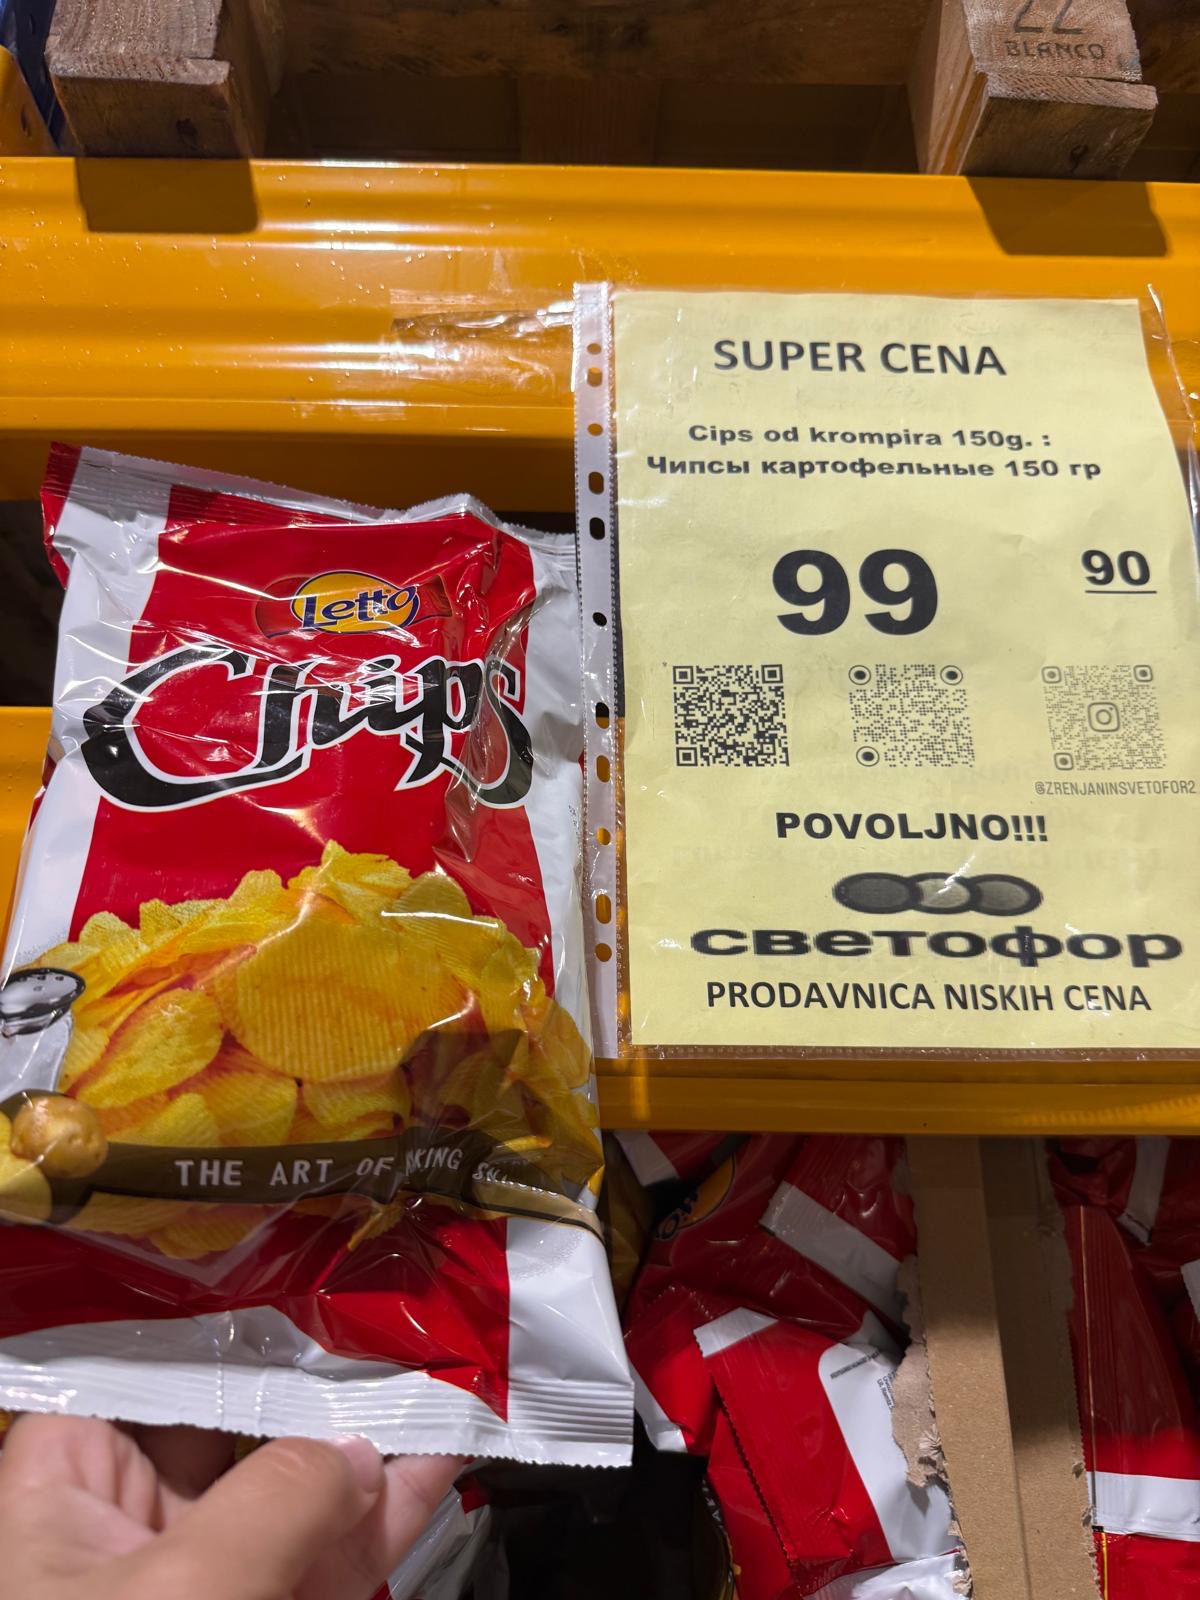 22
BLANCO
SUPER CENA
Cips od krompira 150g. :
Чипсы картофельные 150 гр
99 90
@ZRENJANINSVETOFOR2
POVOLJNO!!!
светофор
PRODAVNICA NISKIH CENA
Letto
Chips
THE ART OF